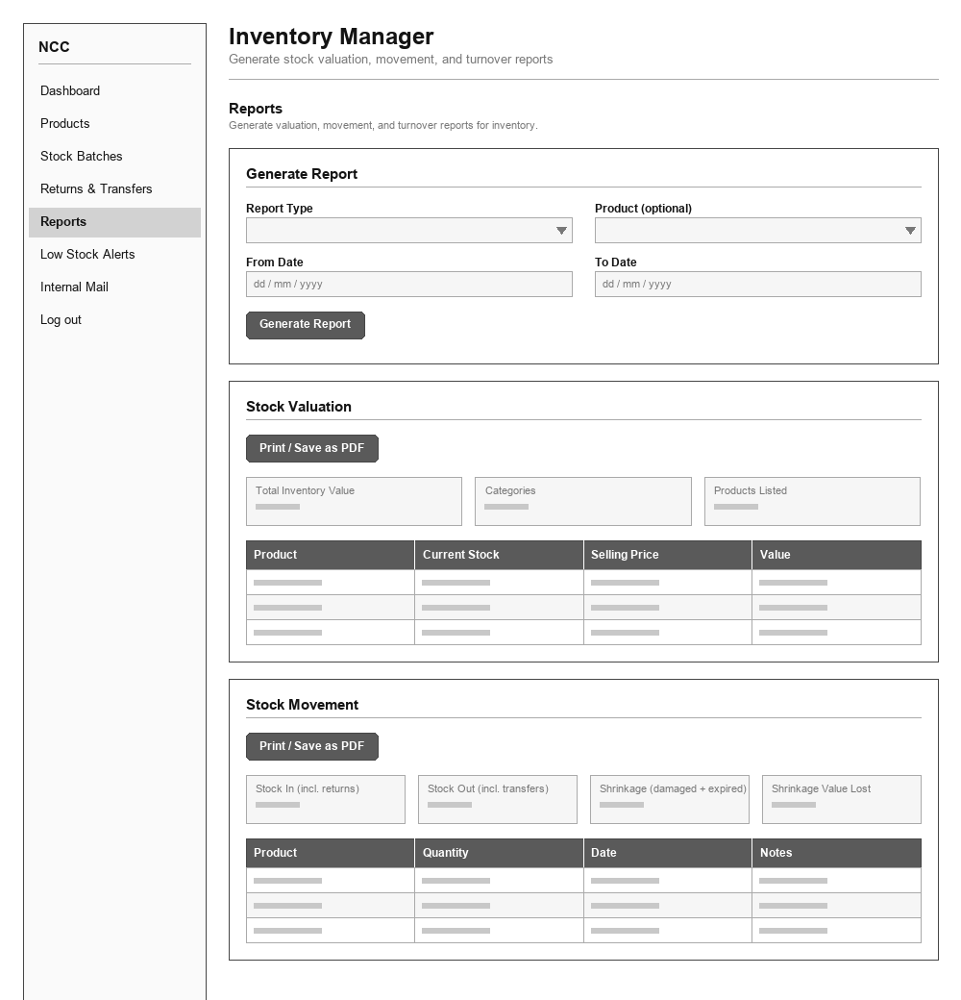 NCC
Dashboard
Products
Stock Batches
Returns & Transfers
Reports
Low Stock Alerts
Internal Mail
Log out
Inventory Manager
Generate stock valuation, movement, and turnover reports
Reports
Generate valuation, movement, and turnover reports for inventory.
Generate Report
Report Type
Product (optional)
From Date
To Date
dd / mm / yyyy
dd / mm / yyyy
Generate Report
Stock Valuation
Print / Save as PDF
Total Inventory Value
Categories
Products Listed
Product Current Stock Selling Price Value
Stock Movement
Print / Save as PDF
Stock In (incl. returns)
Stock Out (incl. transfers)
Shrinkage (damaged + expired)
Shrinkage Value Lost
Product Quantity Date Notes